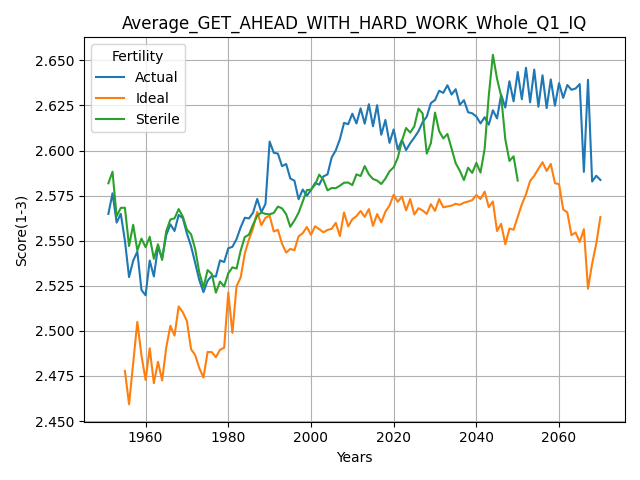 Average_GET_AHEAD_WITH_HARD_WORK_Whole_Q1_IQ
Score(1-3)
2.650
2.625
2.600
2.575
2.550
2.525
2.500
2.475
2.450
Fertility
Actual
Ideal
Sterile
1960 1980 2000 2020 2040 2060
Years